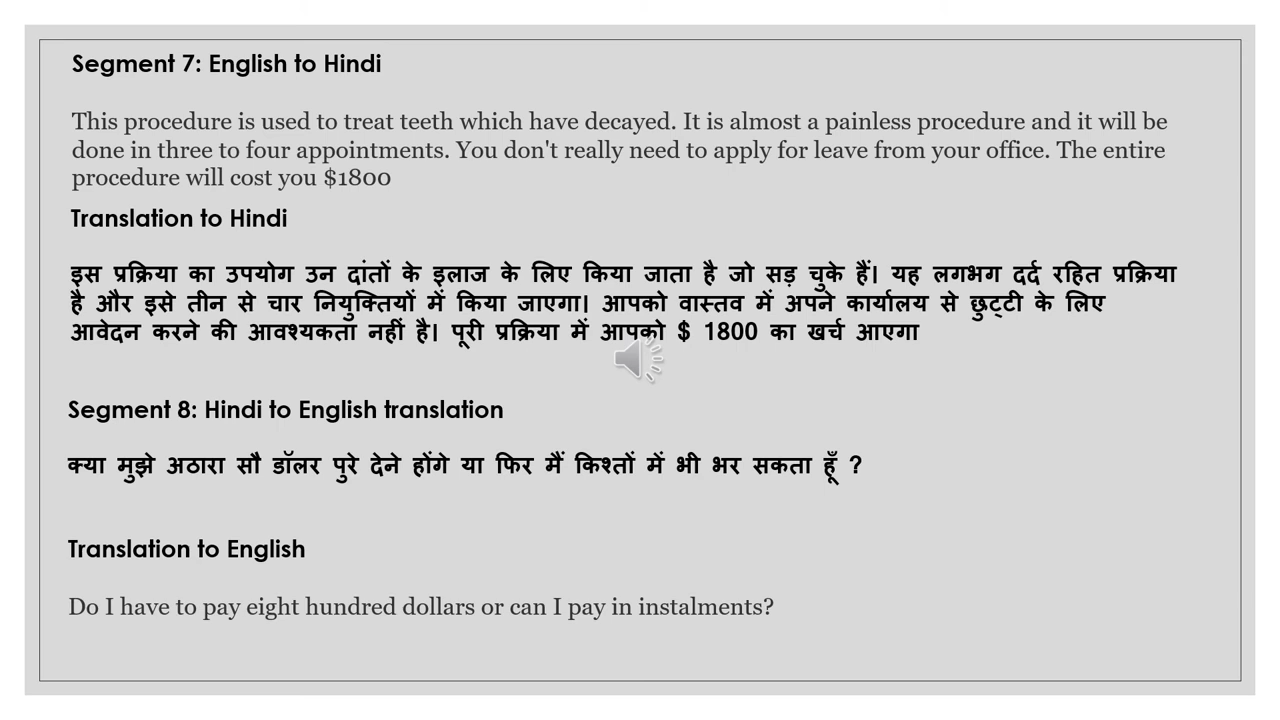 Segment 7: English to Hindi
This procedure is used to treat teeth which have decayed. It is almost a painless procedure and it will be
done in three to four appointments. You don't really need to apply for leave from your office. The entire
procedure will cost you $1800
Translation to Hindi
इस प्रक्रिया का उपयोग उन दांतों के इलाज के लिए किया जाता है जो सड़ चुके हैं। यह लगभग दर्द रहित प्रक्रिया
है और इसे तीन से चार नियुक्तियों में किया जाएगा। आपको वास्तव में अपने कार्यालय से छुट्टी के लिए
आवेदन करने की आवश्यकता नहीं है। पूरी प्रक्रिया में आपको $ 1800 का खर्च आएगा
Segment 8: Hindi to English translation
क्या मुझे अठारा सौ डॉलर पुरे देने होंगे या फिर मैं किश्तों में भी भर सकता हूँ ?
Translation to English
Do I have to pay eight hundred dollars or can I pay in instalments?